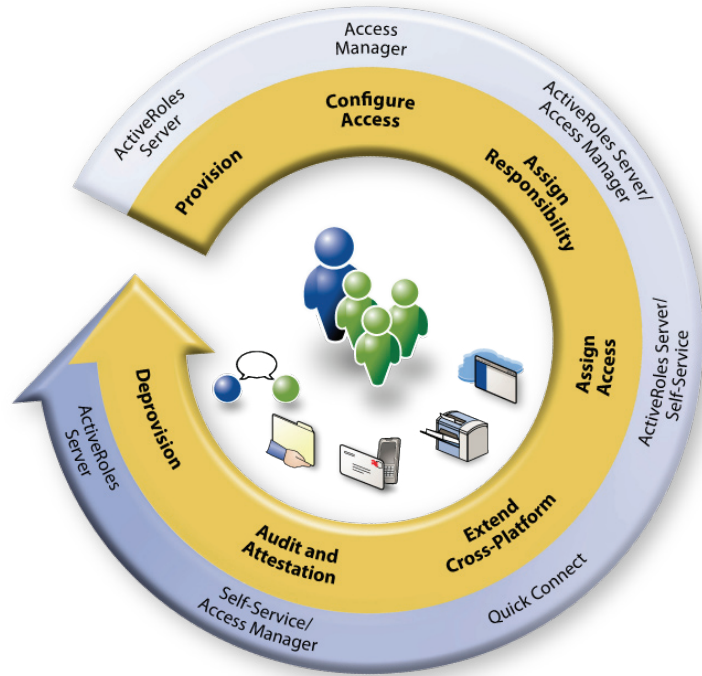 ActiveRoles
Server
Provision
Access
Manager
Configure
Access
ActiveRoles Server/
Access Manager
Assign
Responsibility
ActiveRoles Server/
Self-Service
Assign
Access
Quick Connect
Extend
Cross-Platform
Self-Service/
Access Manager
Audit and
Attestation
ActiveRoles
Server
Deprovision